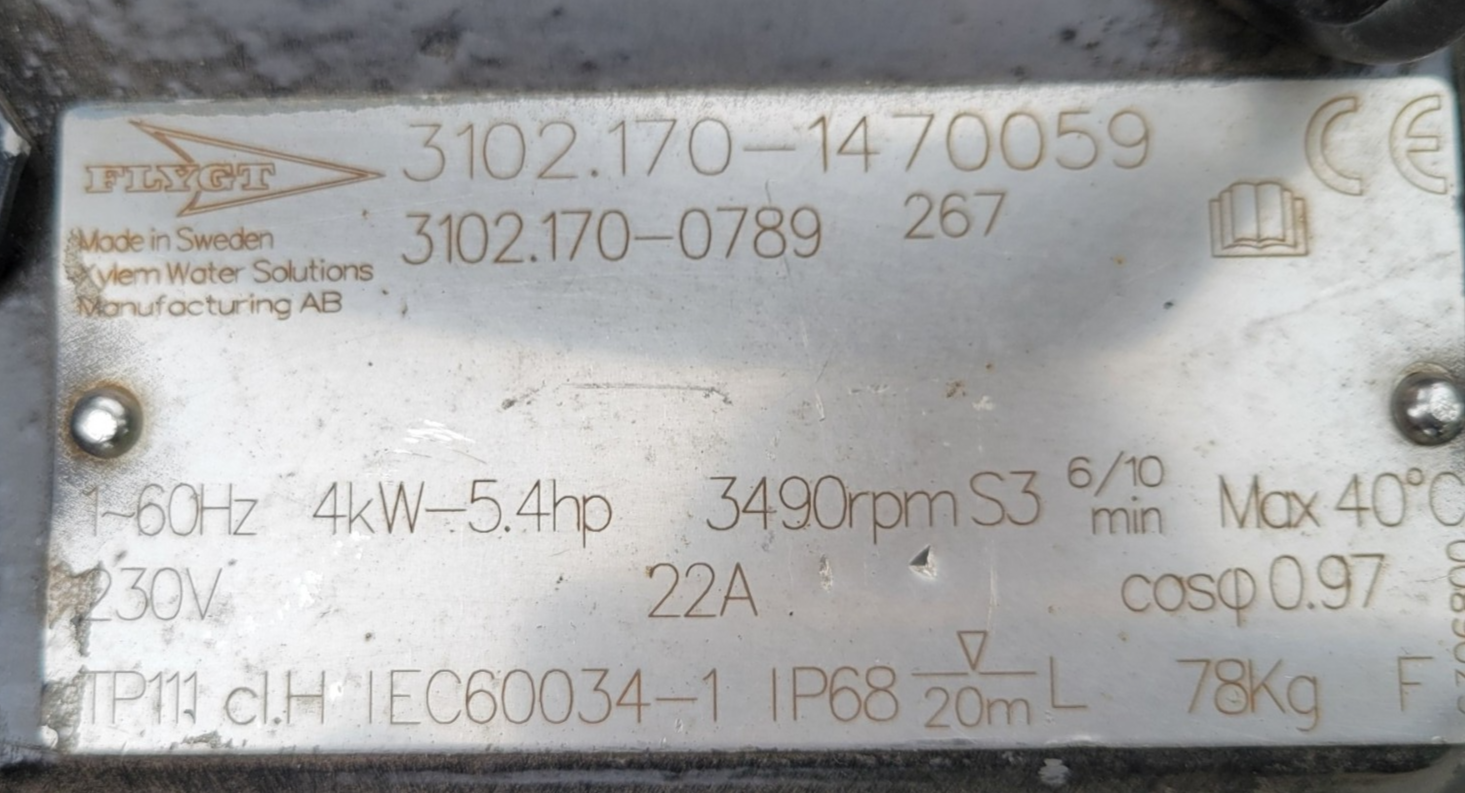 FLYGT 3102.170-1470059 CE
3102.170-0789 267
Made in Sweden
Xylem Water Solutions
Manufacturing AB
1~60Hz 4kW-5.4hp 3490rpm S3 6/10 min Max 40°C
230V 22A cosφ 0.97
TP111 cl.H IEC60034-1 IP68 20m L 78Kg F